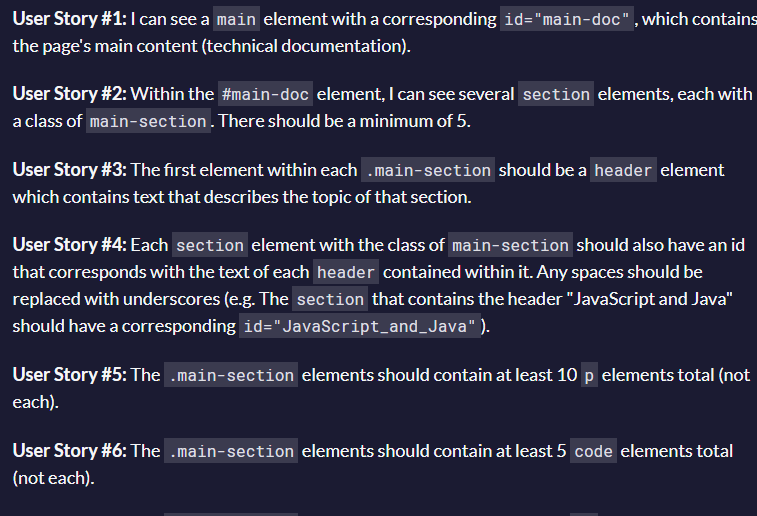 User Story #1: I can see a main element with a corresponding id="main-doc", which contains
the page's main content (technical documentation).
User Story #2: Within the #main-doc element, I can see several section elements, each with
a class of main-section. There should be a minimum of 5.
User Story #3: The first element within each .main-section should be a header element
which contains text that describes the topic of that section.
User Story #4: Each section element with the class of main-section should also have an id
that corresponds with the text of each header contained within it. Any spaces should be
replaced with underscores (e.g. The section that contains the header "JavaScript and Java"
should have a corresponding id="JavaScript_and_Java").
User Story #5: The .main-section elements should contain at least 10 p elements total (not
each).
User Story #6: The .main-section elements should contain at least 5 code elements total
(not each).